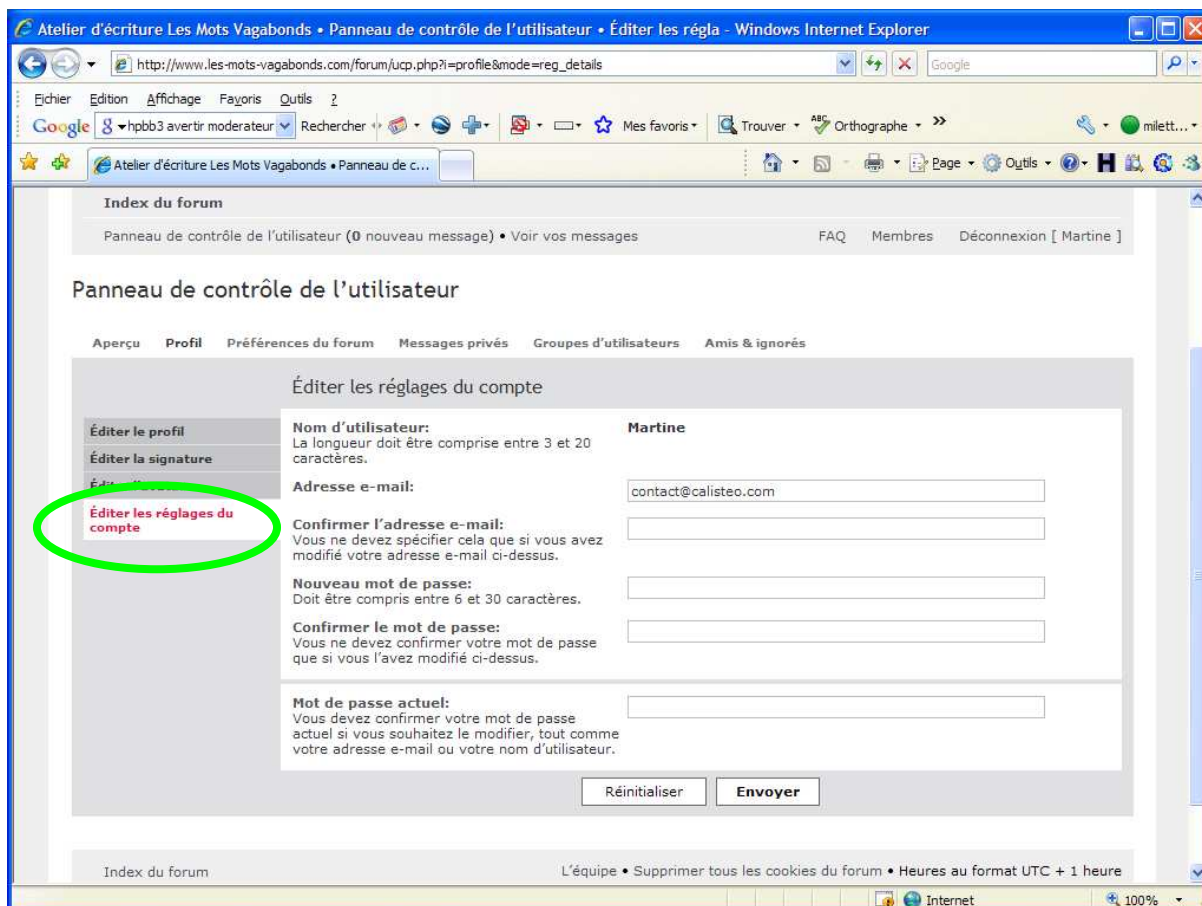 Atelier d'écriture Les Mots Vagabonds • Panneau de contrôle de l'utilisateur • Éditer les régla - Windows Internet Explorer
http://www.les-mots-vagabonds.com/forum/ucp.php?i=profile&mode=reg_details
Google
Fichier Edition Affichage Favoris Outils ?
Google hpbb3 avertir moderateur Rechercher Mes favoris Trouver ABC Orthographe » milett...
Atelier d'écriture Les Mots Vagabonds • Panneau de c... Page Outils H
Index du forum
Panneau de contrôle de l'utilisateur (0 nouveau message) • Voir vos messages FAQ Membres Déconnexion [ Martine ]
Panneau de contrôle de l'utilisateur
Aperçu Profil Préférences du forum Messages privés Groupes d'utilisateurs Amis & ignorés
Éditer les réglages du compte
Éditer le profil
Éditer la signature
Éditer les réglages du
compte
Nom d'utilisateur: Martine
La longueur doit être comprise entre 3 et 20
caractères.
Adresse e-mail: contact@calisteo.com
Confirmer l'adresse e-mail:
Vous ne devez spécifier cela que si vous avez
modifié votre adresse e-mail ci-dessus.
Nouveau mot de passe:
Doit être compris entre 6 et 30 caractères.
Confirmer le mot de passe:
Vous ne devez confirmer votre mot de passe
que si vous l'avez modifié ci-dessus.
Mot de passe actuel:
Vous devez confirmer votre mot de passe
actuel si vous souhaitez le modifier, tout comme
votre adresse e-mail ou votre nom d'utilisateur.
Réinitialiser Envoyer
Index du forum L'équipe • Supprimer tous les cookies du forum • Heures au format UTC + 1 heure
Internet 100%